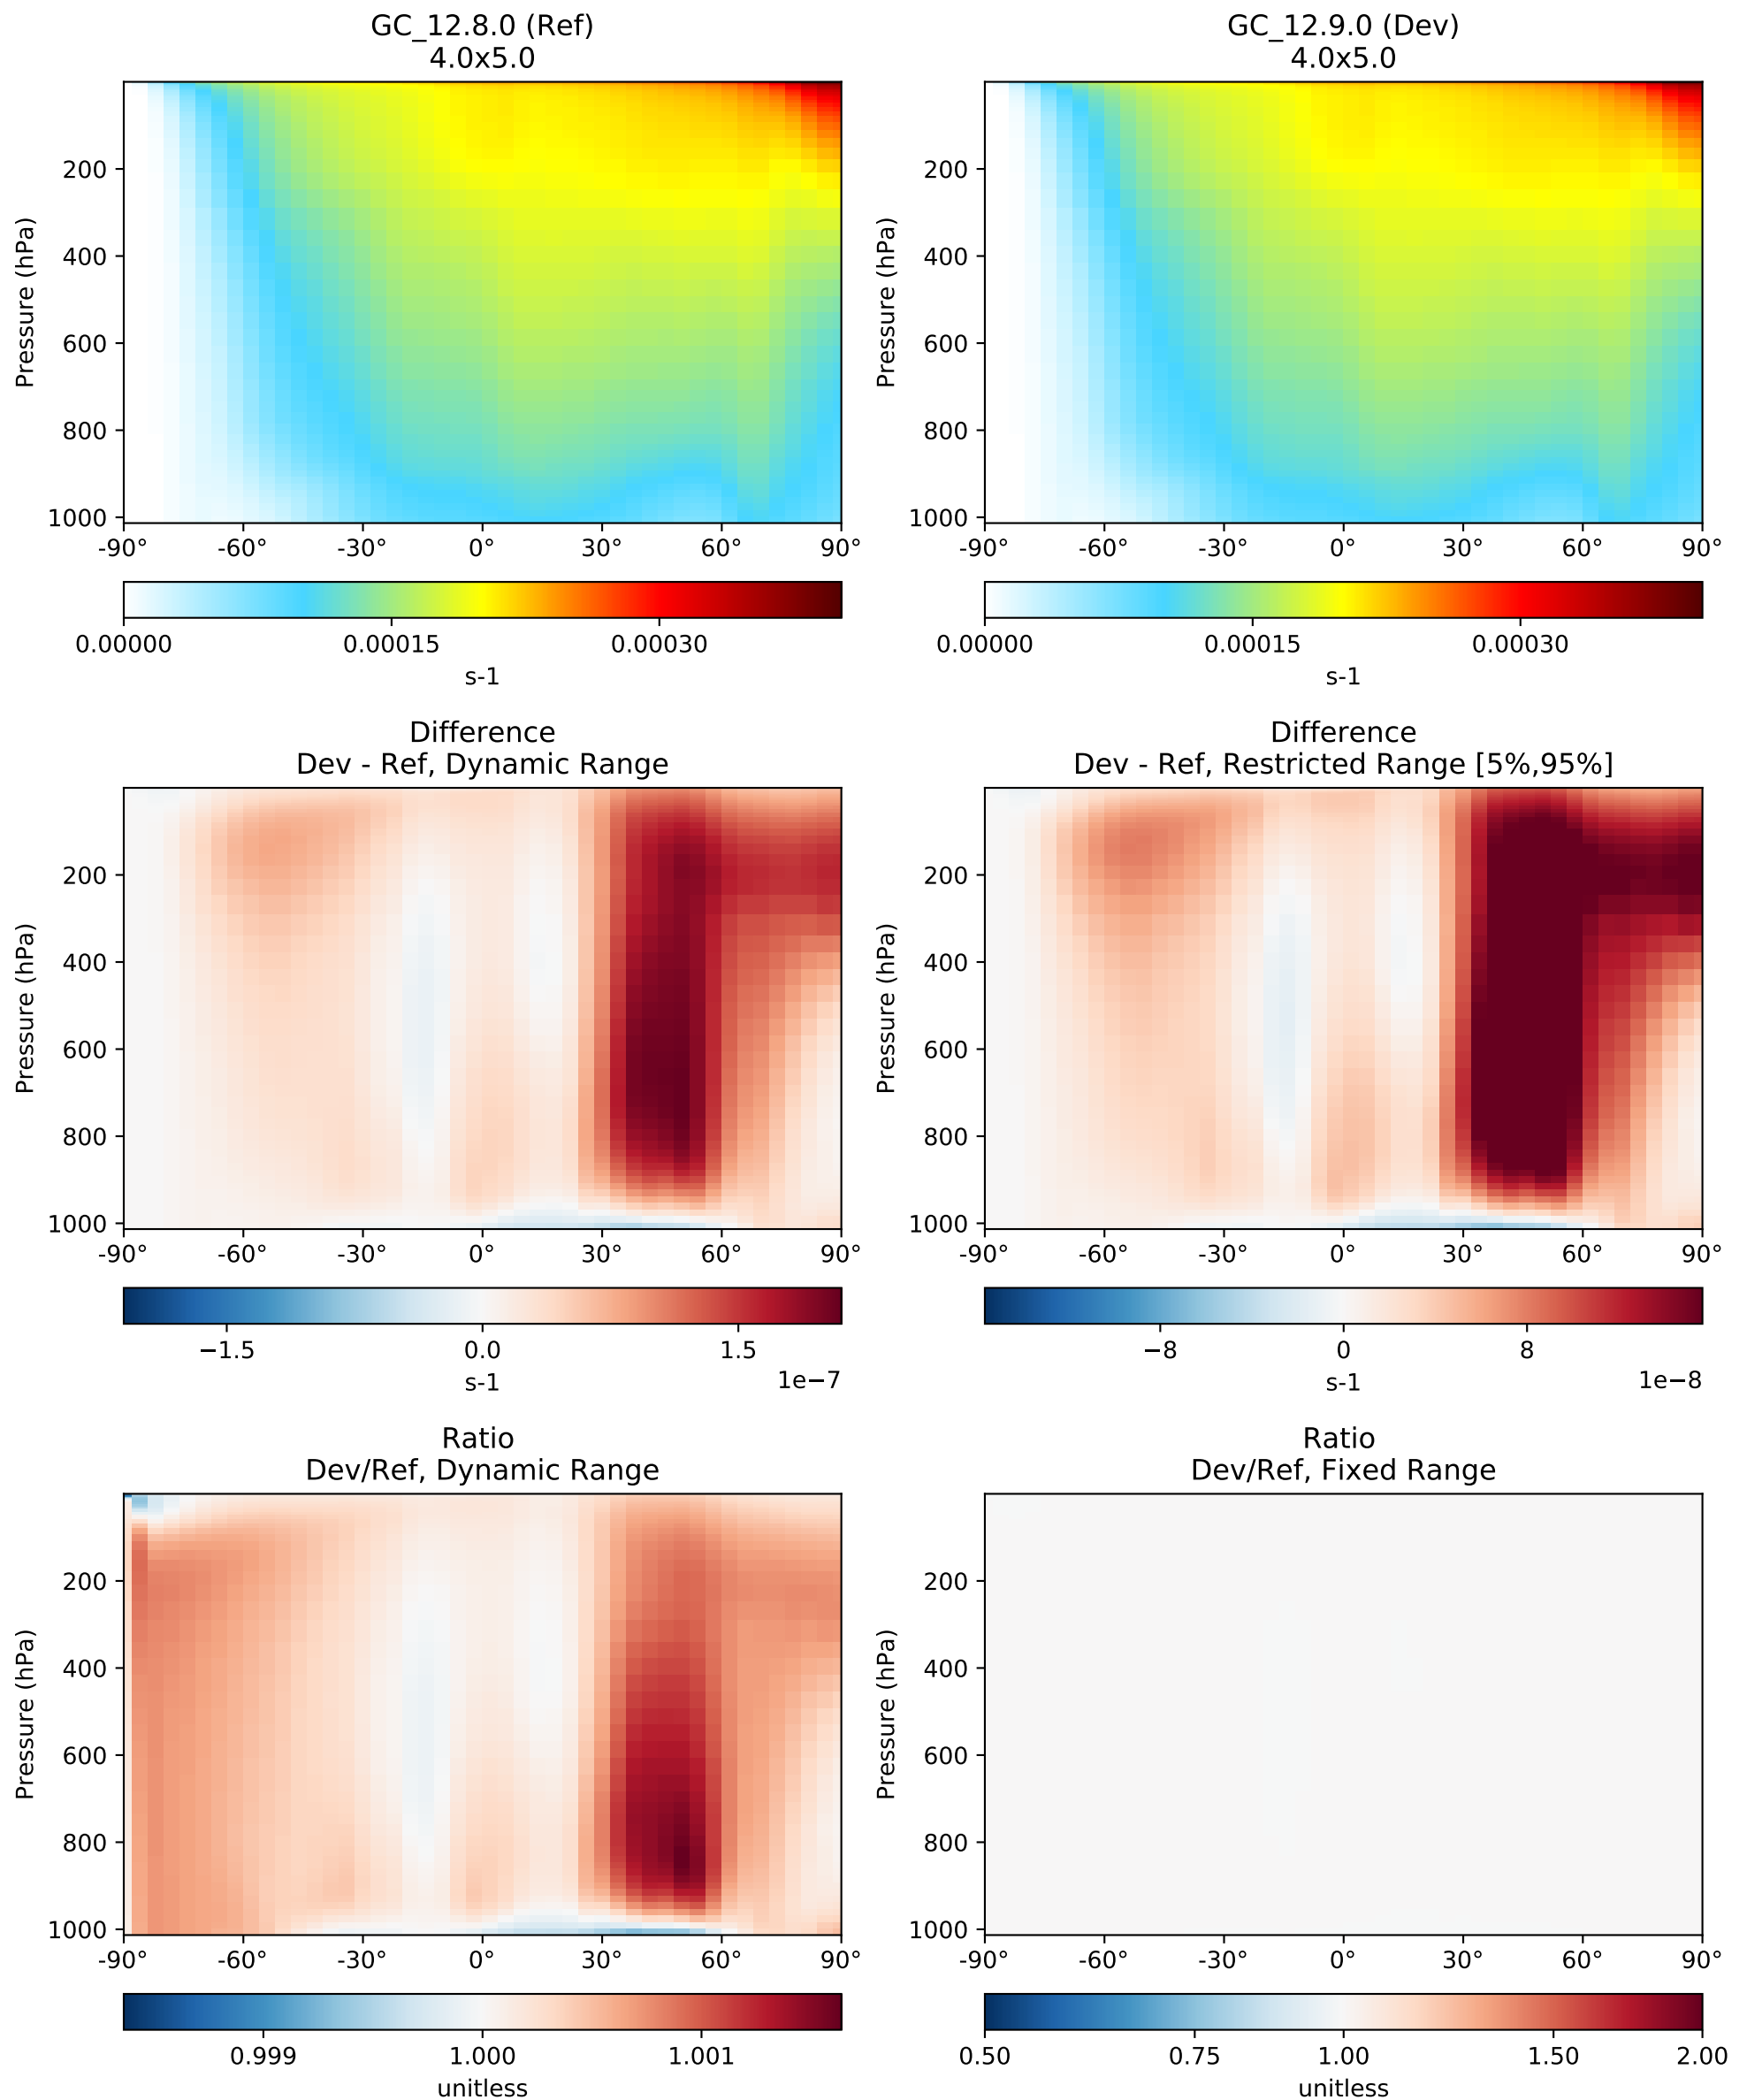 GC_12.8.0 (Ref)
4.0x5.0
Pressure (hPa)
200
400
600
800
1000
-90° -60° -30° 0° 30° 60° 90°
0.00000 0.00015 0.00030
s-1
GC_12.9.0 (Dev)
4.0x5.0
Pressure (hPa)
200
400
600
800
1000
-90° -60° -30° 0° 30° 60° 90°
0.00000 0.00015 0.00030
s-1
Difference
Dev - Ref, Dynamic Range
Pressure (hPa)
200
400
600
800
1000
-90° -60° -30° 0° 30° 60° 90°
−1.5 0.0 1.5
s-1 1e−7
Difference
Dev - Ref, Restricted Range [5%,95%]
Pressure (hPa)
200
400
600
800
1000
-90° -60° -30° 0° 30° 60° 90°
−8 0 8
s-1 1e−8
Ratio
Dev/Ref, Dynamic Range
Pressure (hPa)
200
400
600
800
1000
-90° -60° -30° 0° 30° 60° 90°
0.999 1.000 1.001
unitless
Ratio
Dev/Ref, Fixed Range
Pressure (hPa)
200
400
600
800
1000
-90° -60° -30° 0° 30° 60° 90°
0.50 0.75 1.00 1.50 2.00
unitless